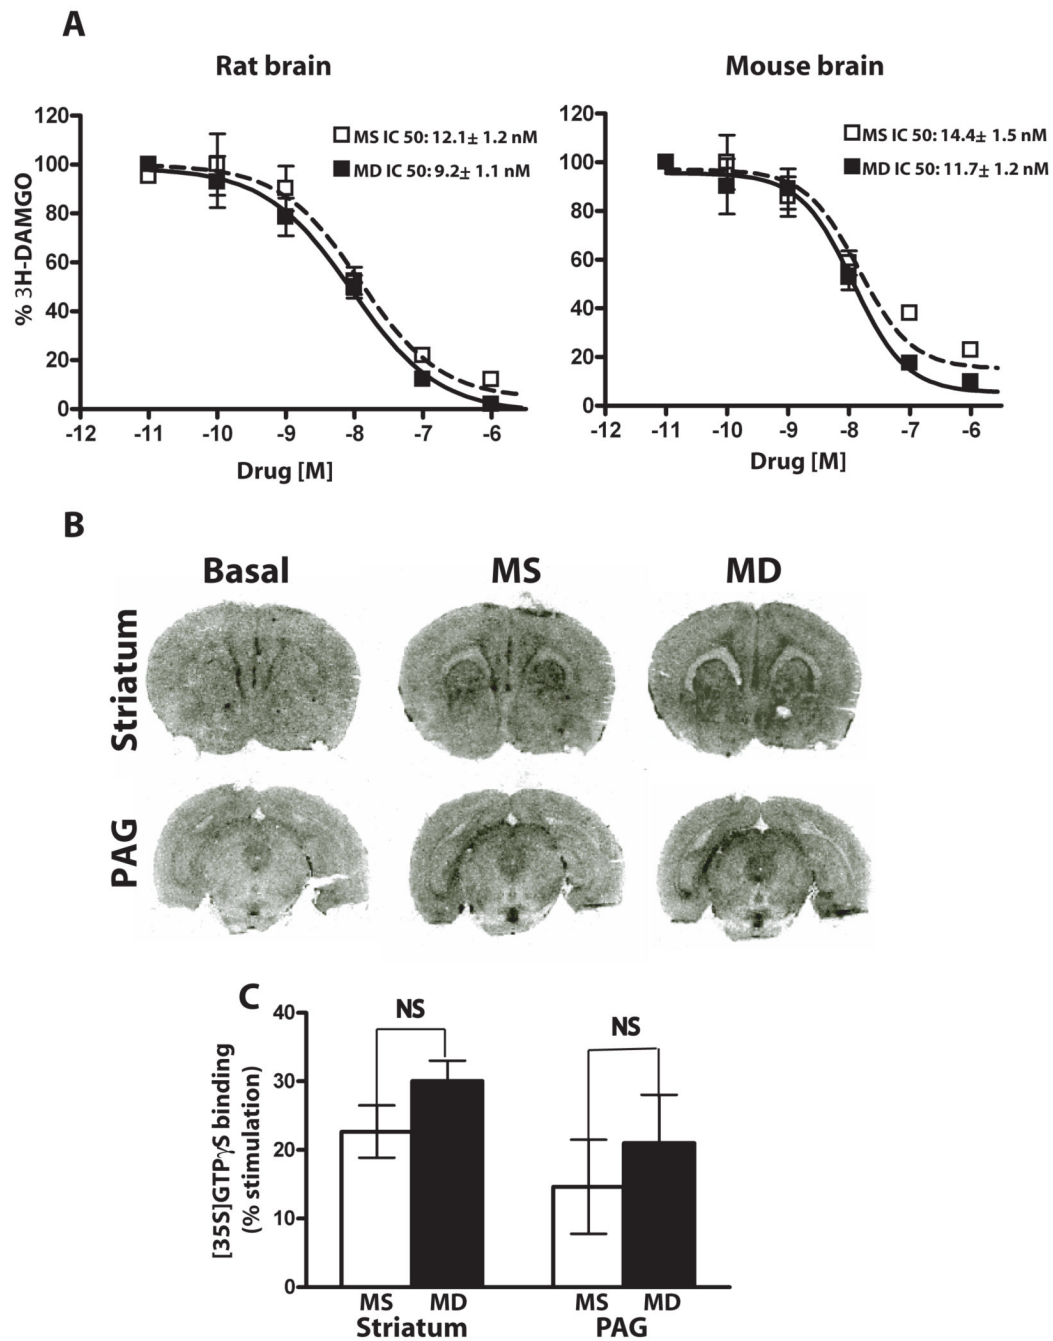 A
Rat brain
Mouse brain
MS IC 50: 12.1± 1.2 nM
MD IC 50: 9.2± 1.1 nM
MS IC 50: 14.4± 1.5 nM
MD IC 50: 11.7± 1.2 nM
% 3H-DAMGO
120
100
80
60
40
20
0
-12 -11 -10 -9 -8 -7 -6
Drug [M]
120
100
80
60
40
20
0
-12 -11 -10 -9 -8 -7 -6
Drug [M]
B
Basal MS MD
Striatum
PAG
C
[35S]GTPγS binding
(% stimulation)
40
30
20
10
0
NS
NS
MS MD MS MD
Striatum PAG